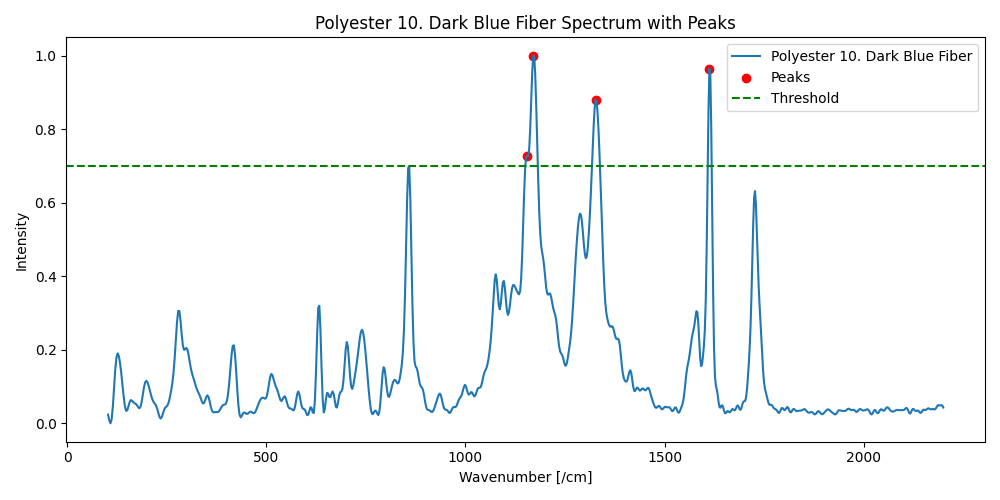 Polyester 10. Dark Blue Fiber Spectrum with Peaks
Polyester 10. Dark Blue Fiber
Peaks
Threshold
Intensity
1.0
0.8
0.6
0.4
0.2
0.0
0 500 1000 1500 2000
Wavenumber [/cm]